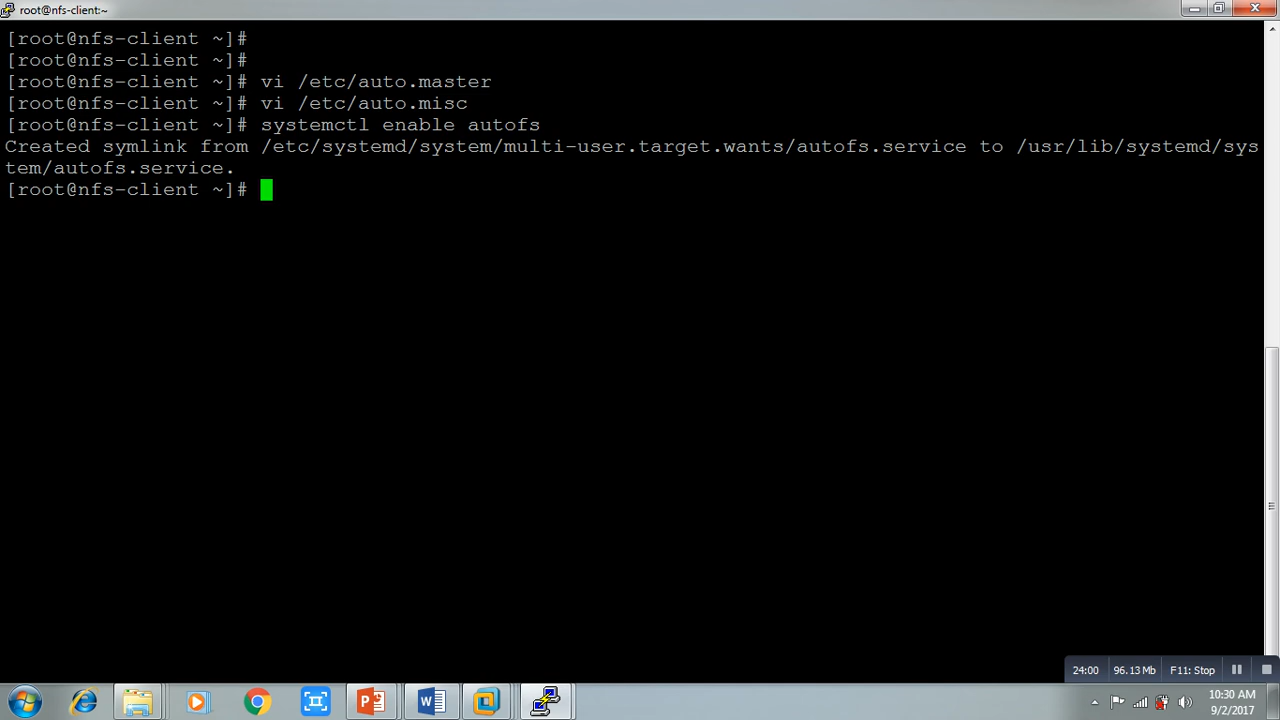 root@nfs-client:~
[root@nfs-client ~]#
[root@nfs-client ~]#
[root@nfs-client ~]# vi /etc/auto.master
[root@nfs-client ~]# vi /etc/auto.misc
[root@nfs-client ~]# systemctl enable autofs
Created symlink from /etc/systemd/system/multi-user.target.wants/autofs.service to /usr/lib/systemd/sys
tem/autofs.service.
[root@nfs-client ~]#
24:00 96.13 Mb F11: Stop
10:30 AM
9/2/2017